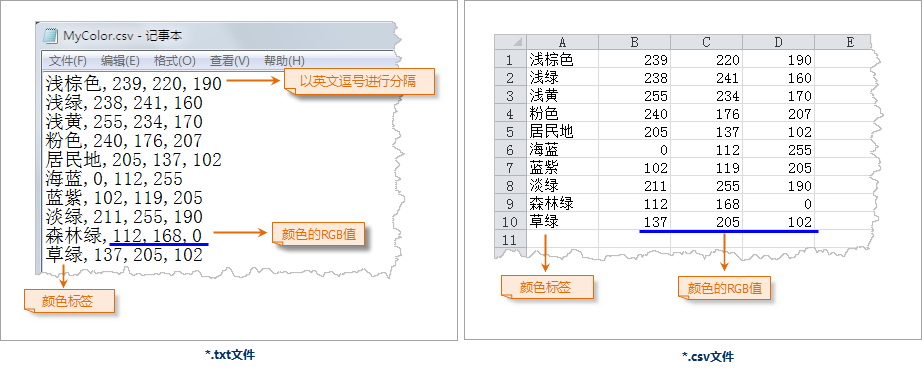 MyColor.csv - 记事本
文件(F) 编辑(E) 格式(O) 查看(V) 帮助(H)
浅棕色,239,220,190
以英文逗号进行分隔
浅绿,238,241,160
浅黄,255,234,170
粉色,240,176,207
居民地,205,137,102
海蓝,0,112,255
蓝紫,102,119,205
淡绿,211,255,190
森林绿,112,168,0
颜色的RGB值
草绿,137,205,102
颜色标签
*.txt文件
A B C D E
1 浅棕色 239 220 190
2 浅绿 238 241 160
3 浅黄 255 234 170
4 粉色 240 176 207
5 居民地 205 137 102
6 海蓝 0 112 255
7 蓝紫 102 119 205
8 淡绿 211 255 190
9 森林绿 112 168 0
10 草绿 137 205 102
11
颜色标签
颜色的RGB值
*.csv文件